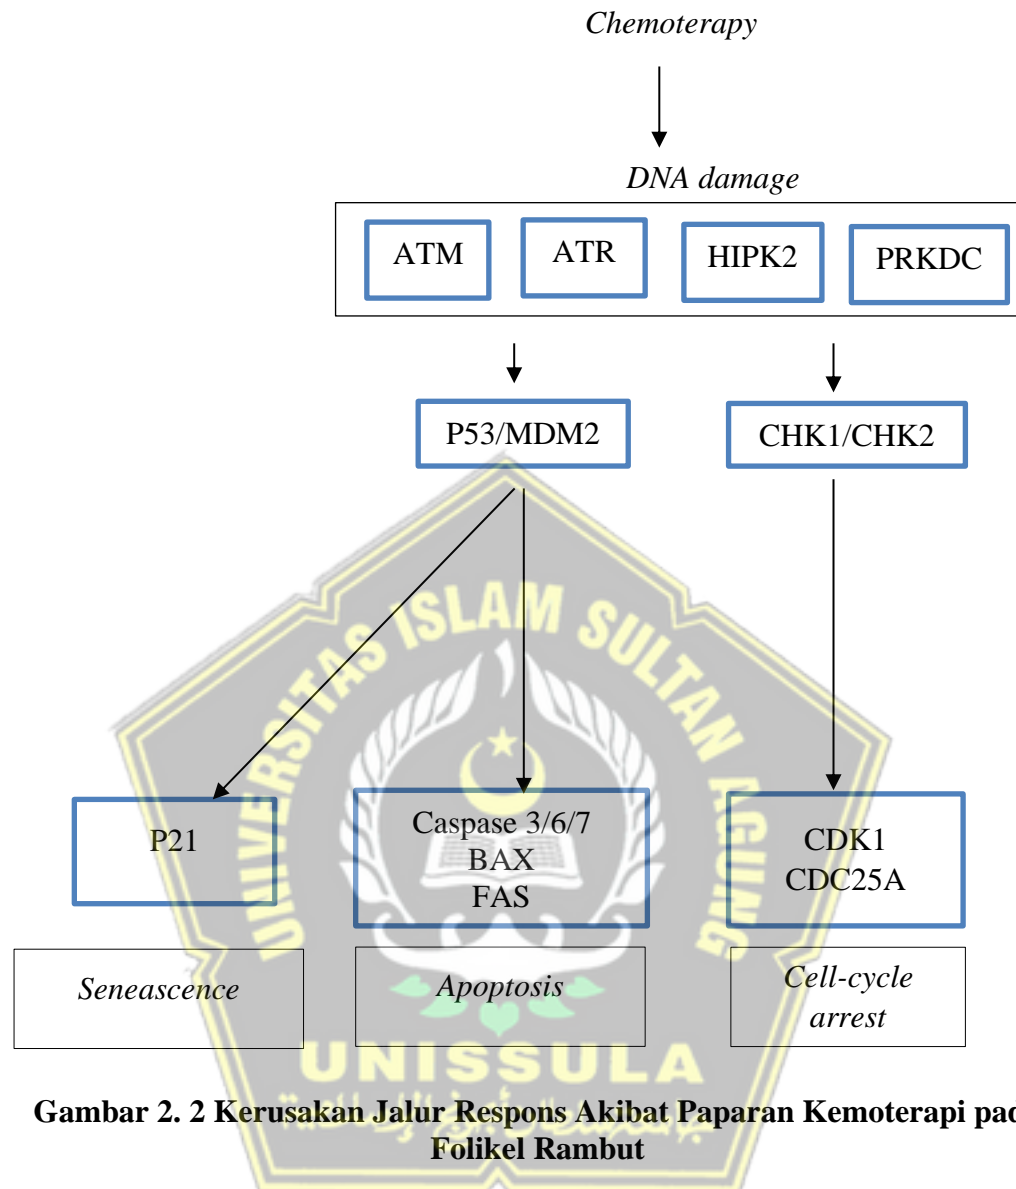 Chemoterapy
DNA damage
ATM ATR HIPK2 PRKDC
P53/MDM2 CHK1/CHK2
UNIVERSITAS ISLAM SULTAN AGUNG
P21
Caspase 3/6/7
BAX
FAS
CDK1
CDC25A
Seneascence
Apoptosis
Cell-cycle
arrest
UNISSULA
Gambar 2. 2 Kerusakan Jalur Respons Akibat Paparan Kemoterapi pad
Folikel Rambut